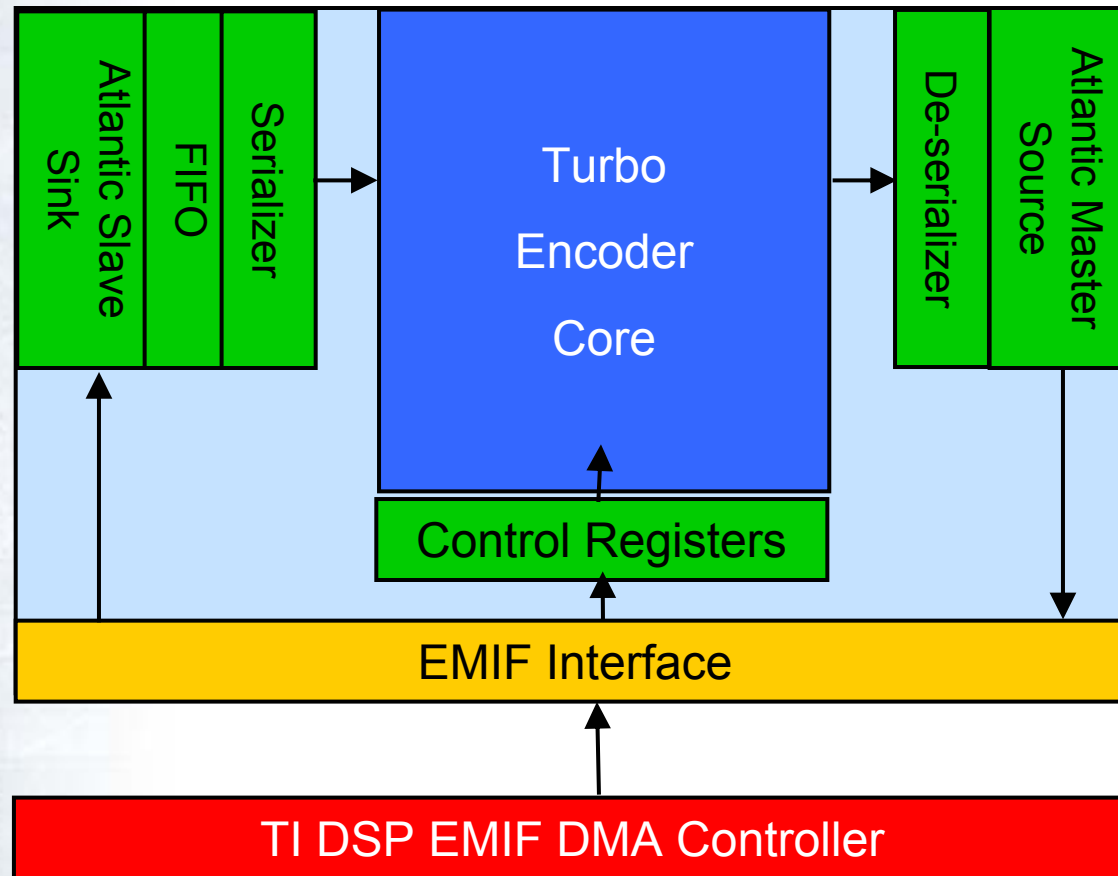 Atlantic Slave
Sink
FIFO
Serializer
Turbo
Encoder
Core
De-serializer
Atlantic Master
Source
Control Registers
EMIF Interface
TI DSP EMIF DMA Controller